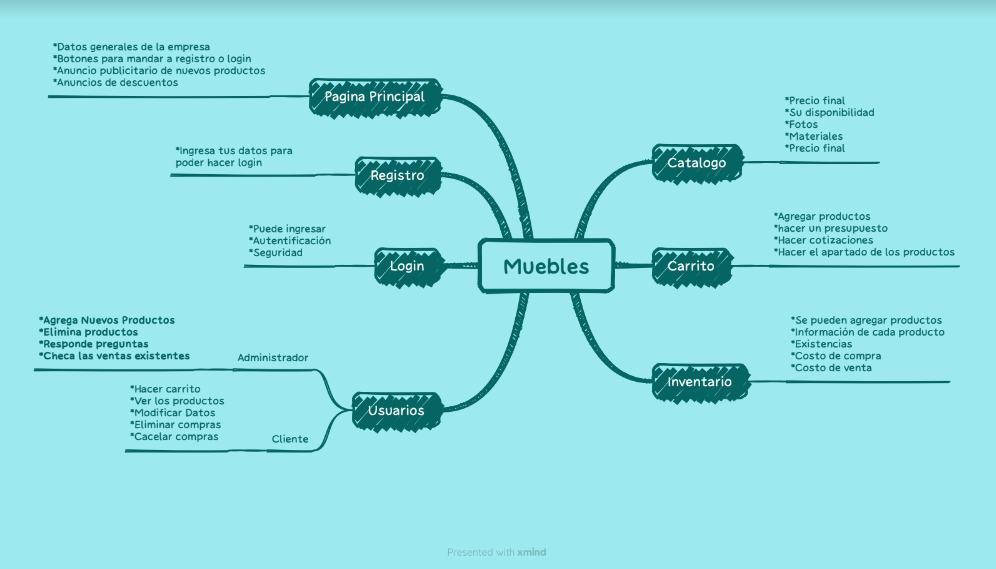 *Datos generales de la empresa
*Botones para mandar a registro o login
*Anuncio publicitario de nuevos productos
*Anuncios de descuentos
Pagina Principal
*Ingresa tus datos para
poder hacer login
Registro
*Puede ingresar
*Autentificación
*Seguridad
Login
*Agrega Nuevos Productos
*Elimina productos
*Responde preguntas
*Checa las ventas existentes
Administrador
*Hacer carrito
*Ver los productos
*Modificar Datos
*Eliminar compras
*Cacelar compras
Cliente
Usuarios
Muebles
*Precio final
*Su disponibilidad
*Fotos
*Materiales
*Precio final
Catalogo
*Agregar productos
*hacer un presupuesto
*Hacer cotizaciones
*Hacer el apartado de los productos
Carrito
*Se pueden agregar productos
*Información de cada producto
*Existencias
*Costo de compra
*Costo de venta
Inventario
Presented with xmind